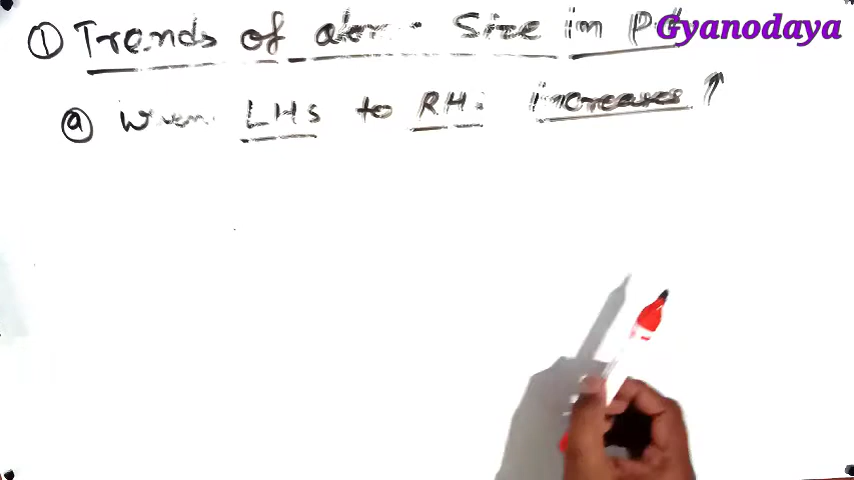 ① Trends of Size in P.T. Gyanodaya
ⓐ When LHS to RHS increases ↑